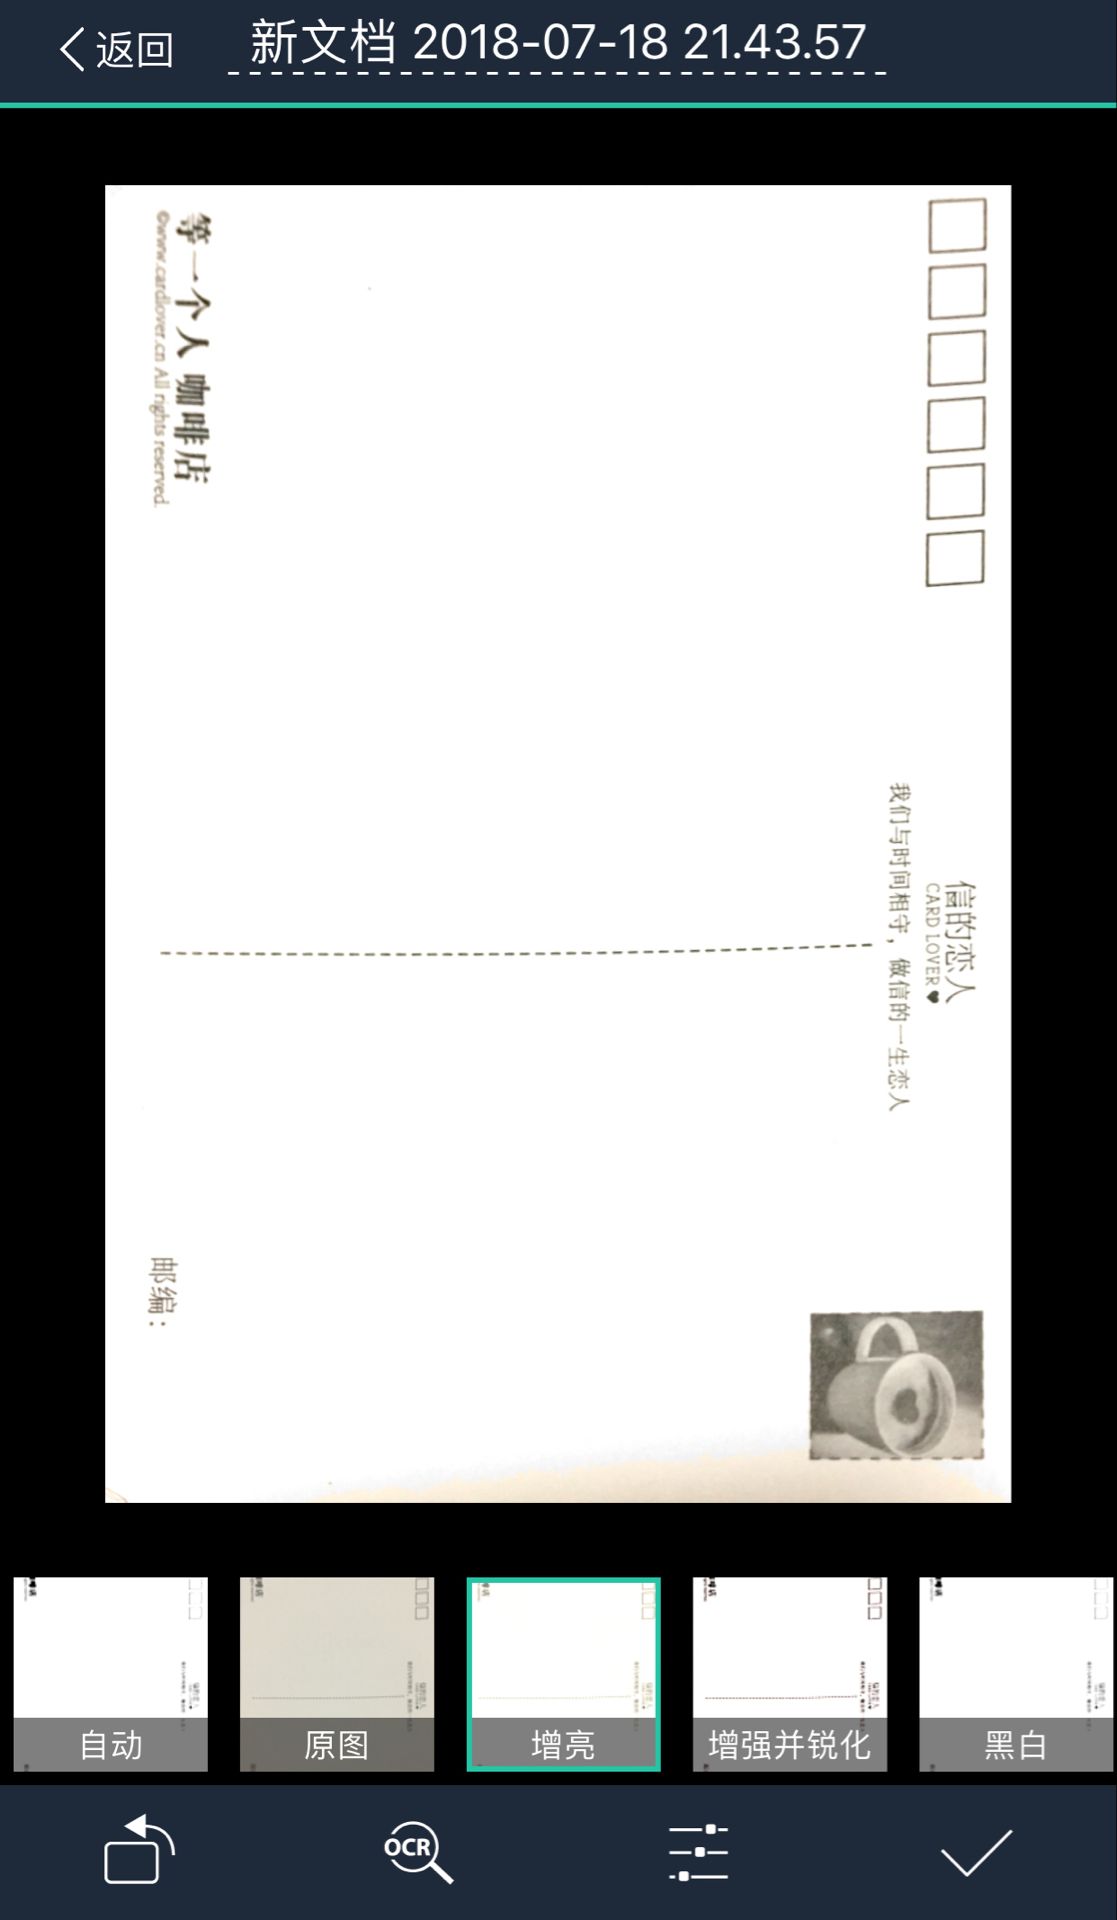 返回
新文档 2018-07-18 21.43.57
信的恋人
CARD LOVER♥
我们与时间相守，做信的一生恋人
等一个人咖啡店
©www.cardlover.cn All rights reserved.
邮编：
自动
原图
增亮
增强并锐化
黑白
OCR